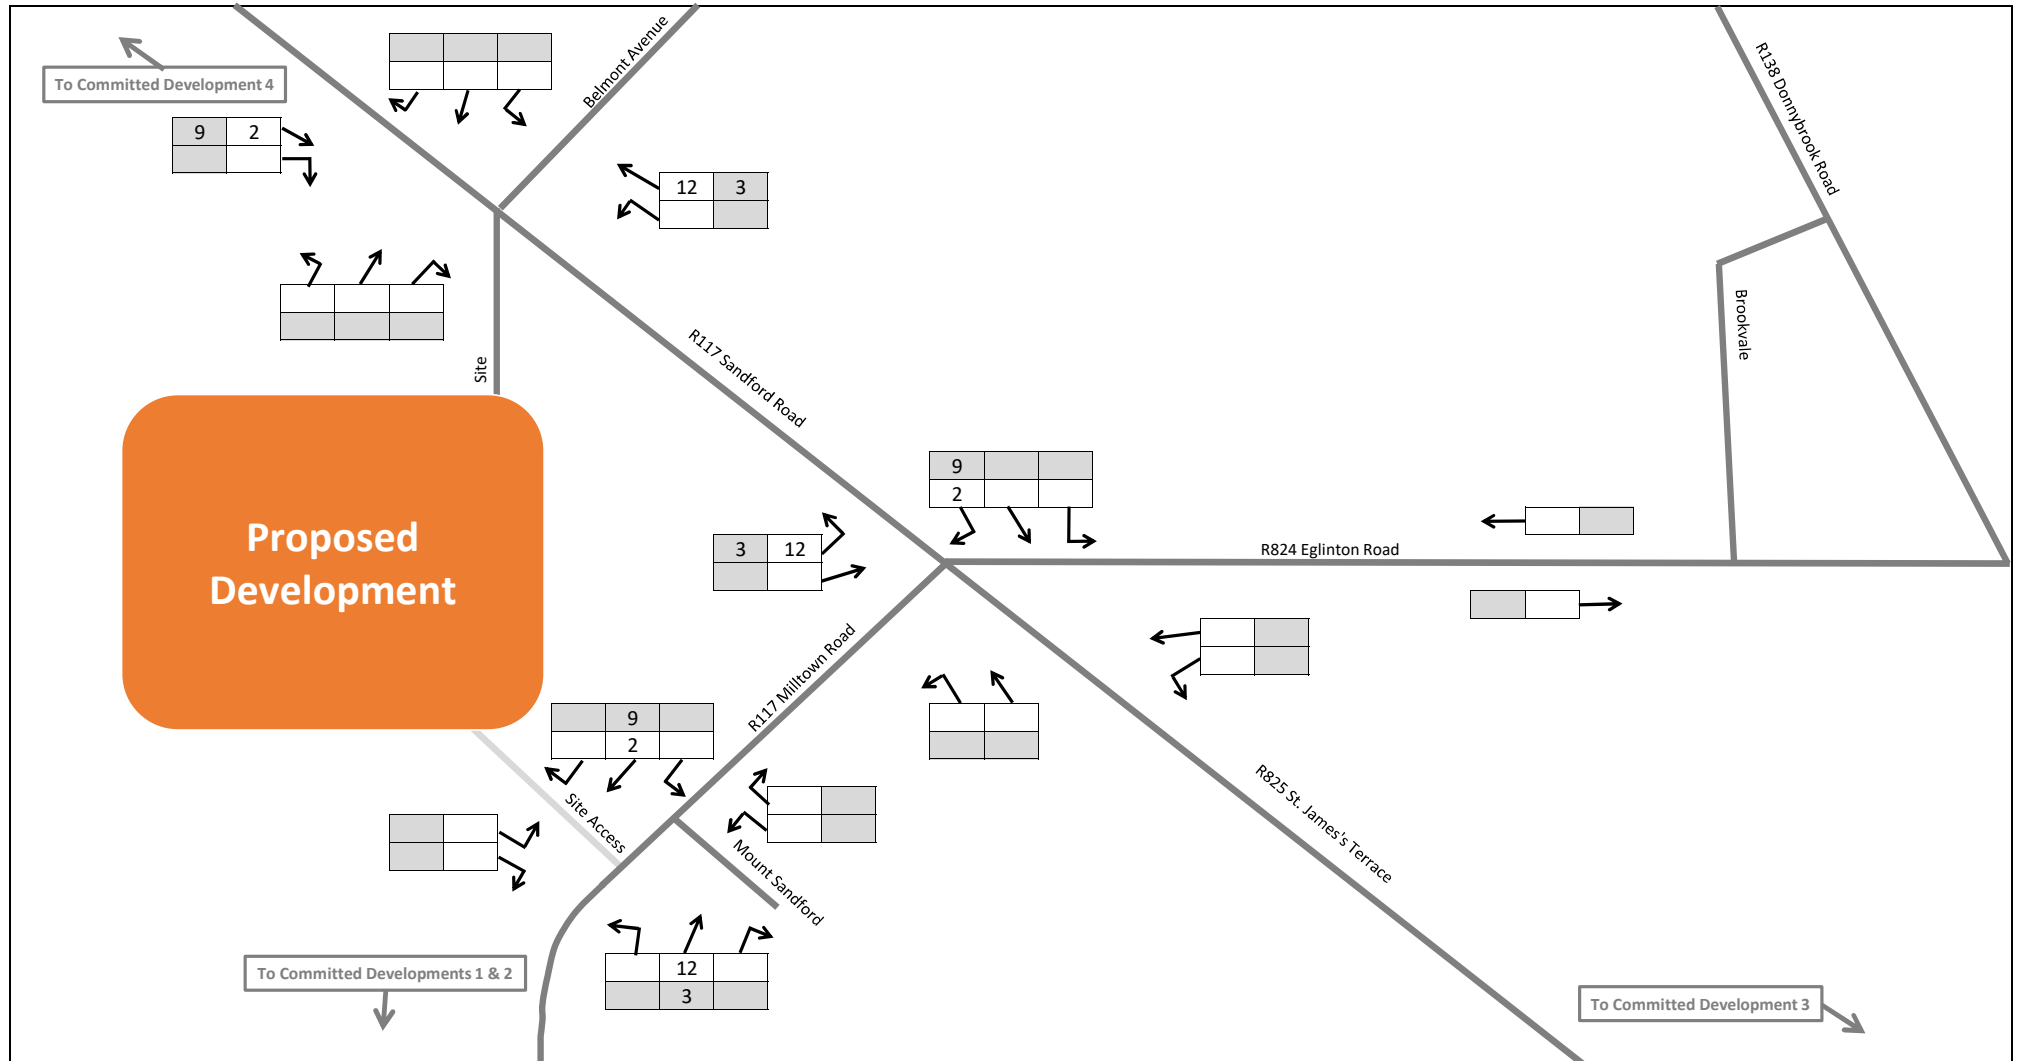 Belmont Avenue
R138 Donnybrook Road
To Committed Development 4
9 2
12 3
Brookvale
R117 Sandford Road
Site
9
2
Proposed
Development
3 12
R824 Eglinton Road
R117 Milltown Road
9
2
Site Access
R825 St. James's Terrace
Mount Sandford
12
3
To Committed Developments 1 & 2
To Committed Development 3